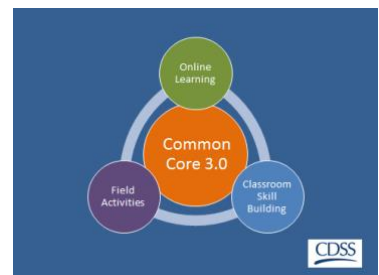 Online
Learning
Common
Core 3.0
Field
Activities
Classroom
Skill
Building
CDSS